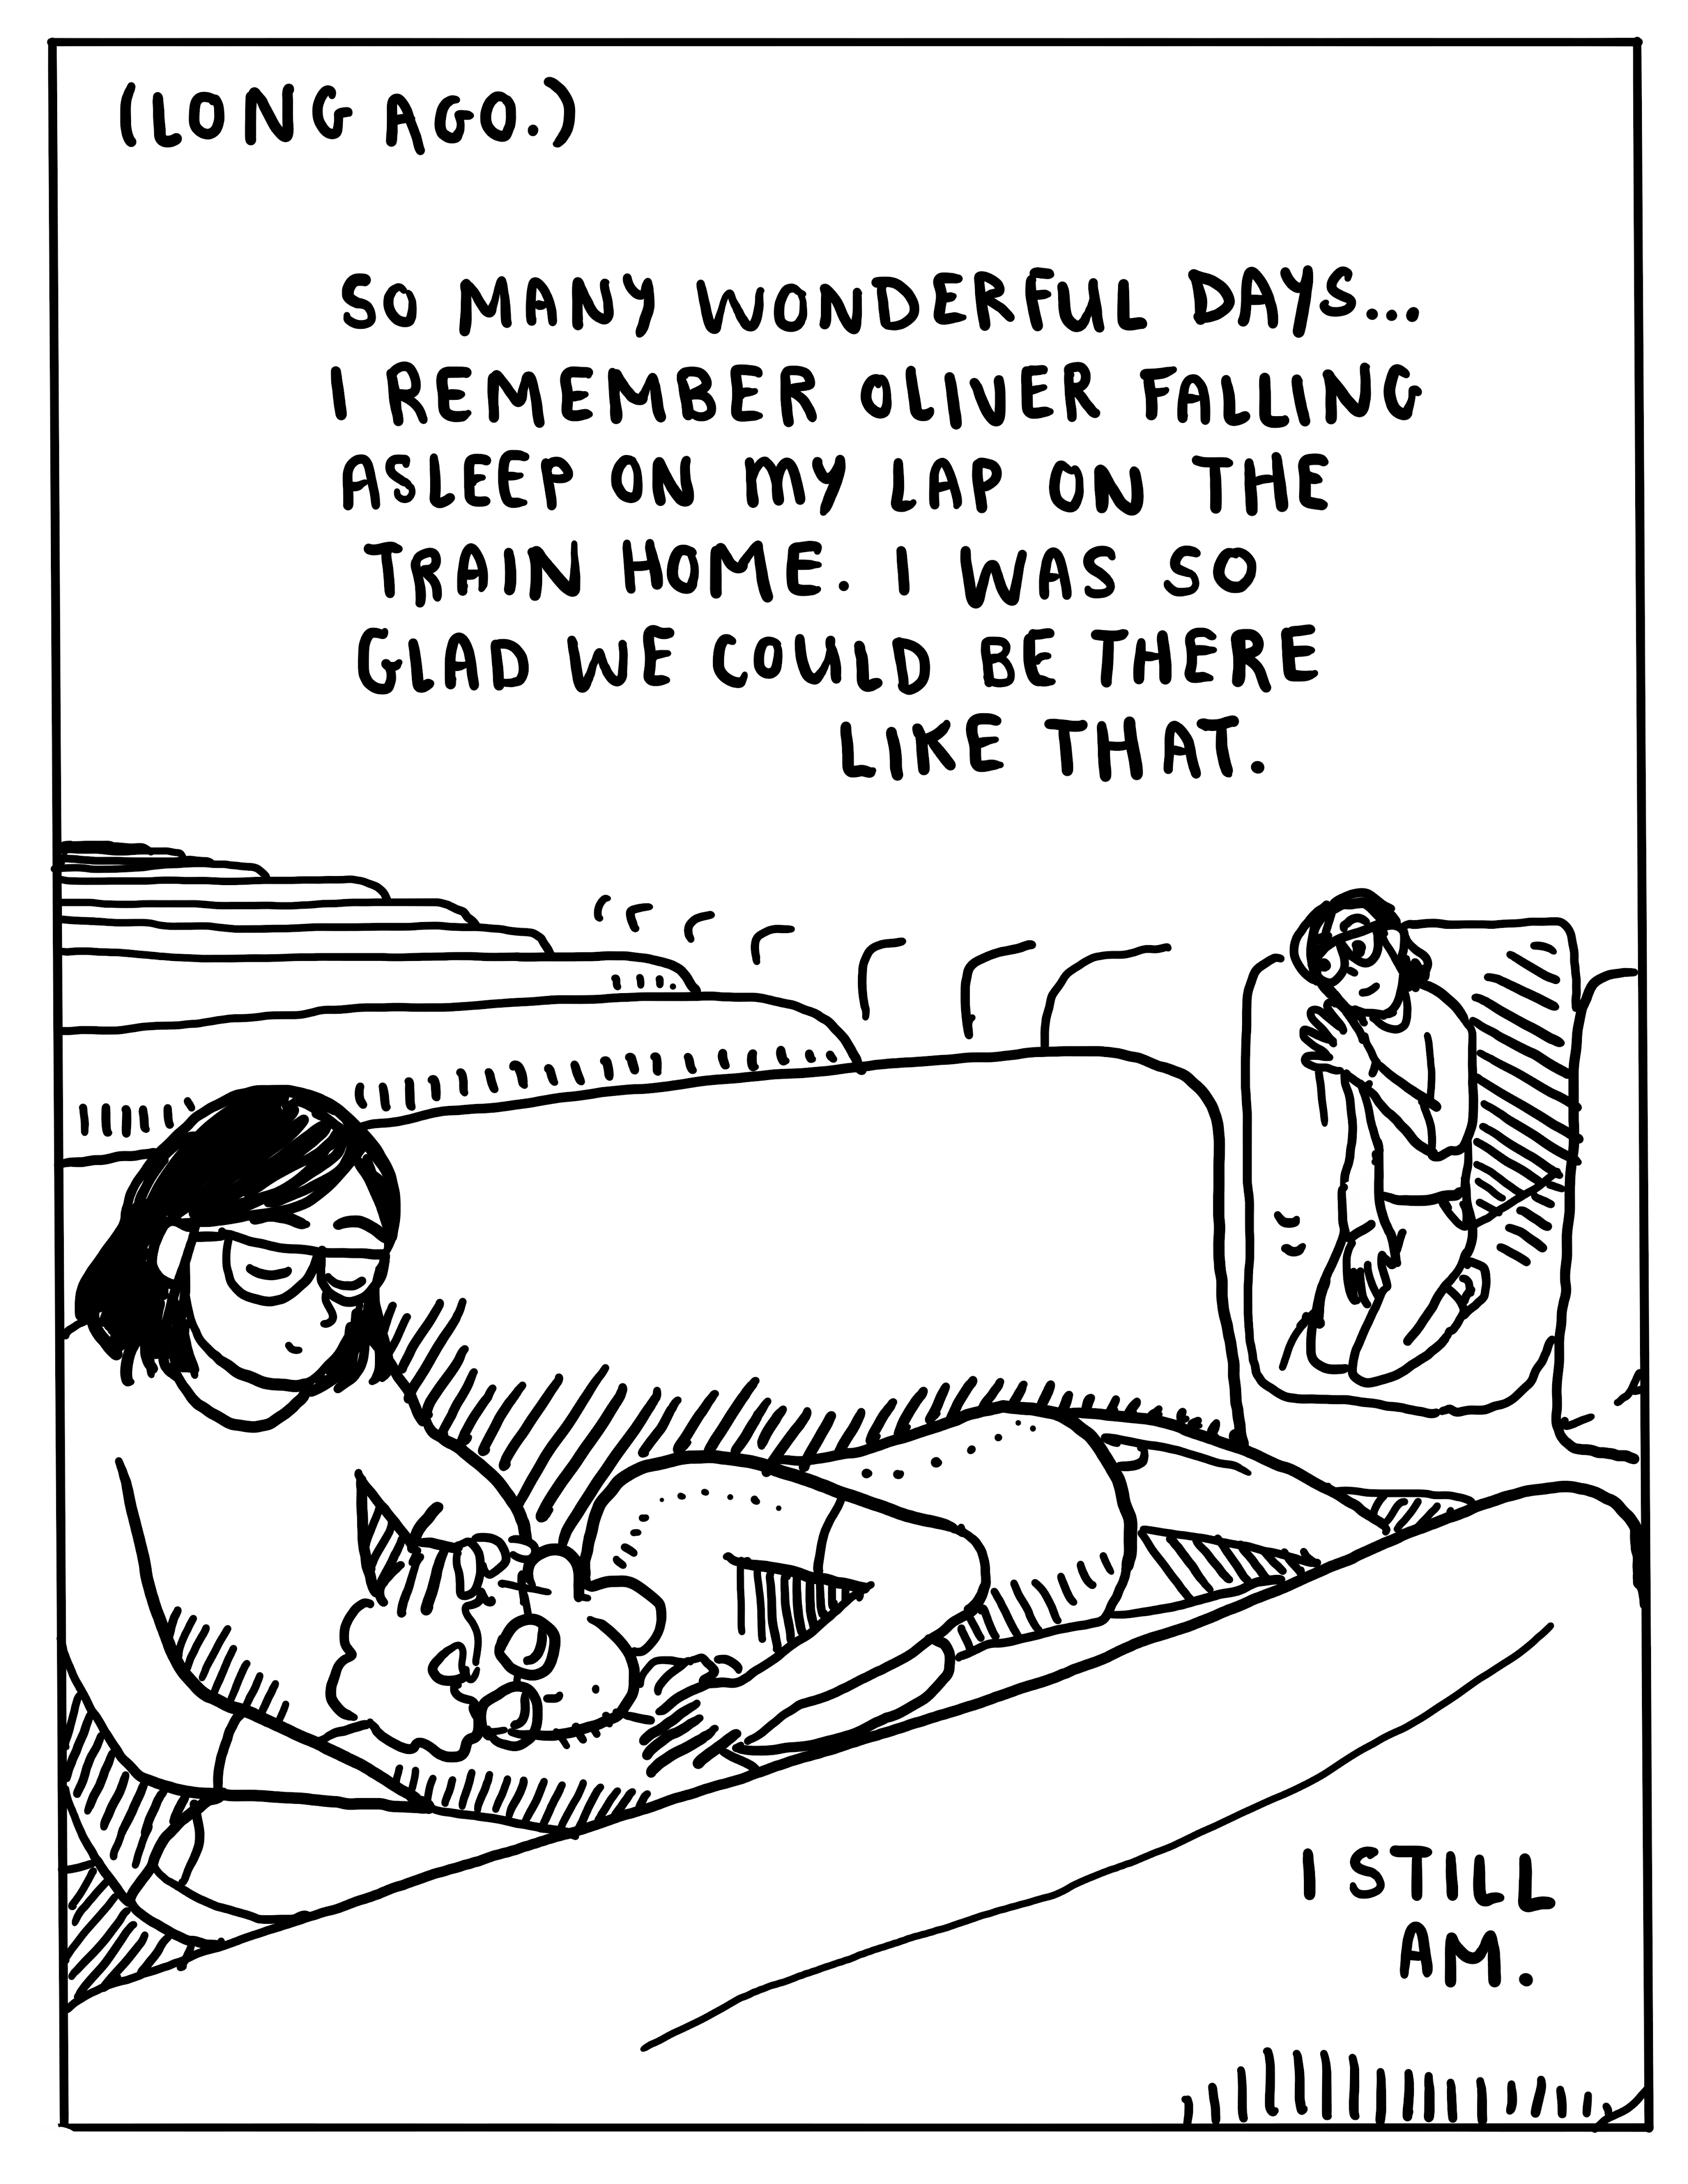 (LONG AGO.)
SO MANY WONDERFUL DAYS...
I REMEMBER OLIVER FALLING
ASLEEP ON MY LAP ON THE
TRAIN HOME. I WAS SO
GLAD WE COULD BE THERE
LIKE THAT.
I STILL
AM.